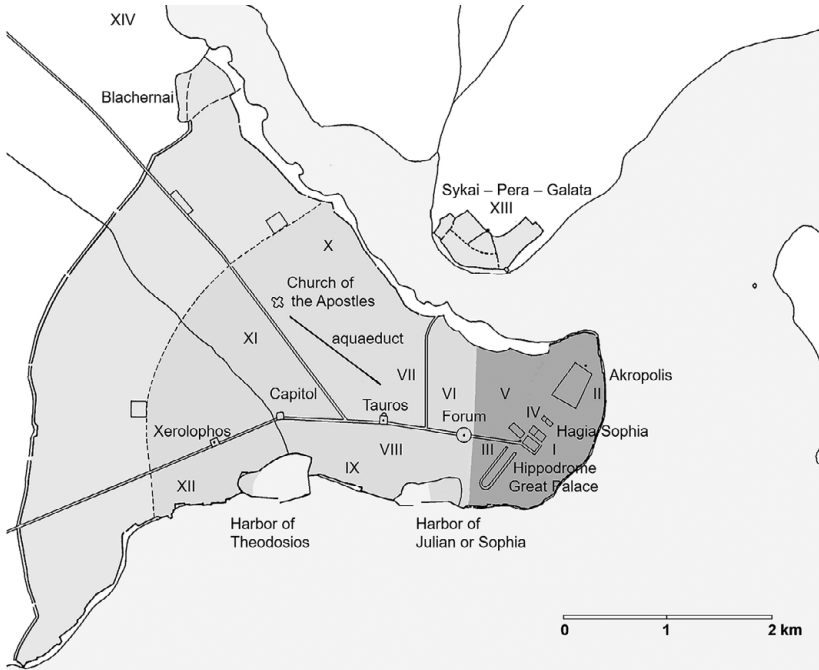 XIV
Blachernai
Sykai – Pera – Galata
XIII
X
Church of
the Apostles
XI
aquaeduct
VII
VI
V
II
Akropolis
Capitol
Tauros
Forum
IV
Hagia Sophia
Xerolophos
VIII
III
I
IX
Hippodrome
Great Palace
XII
Harbor of
Theodosios
Harbor of
Julian or Sophia
0 1 2 km